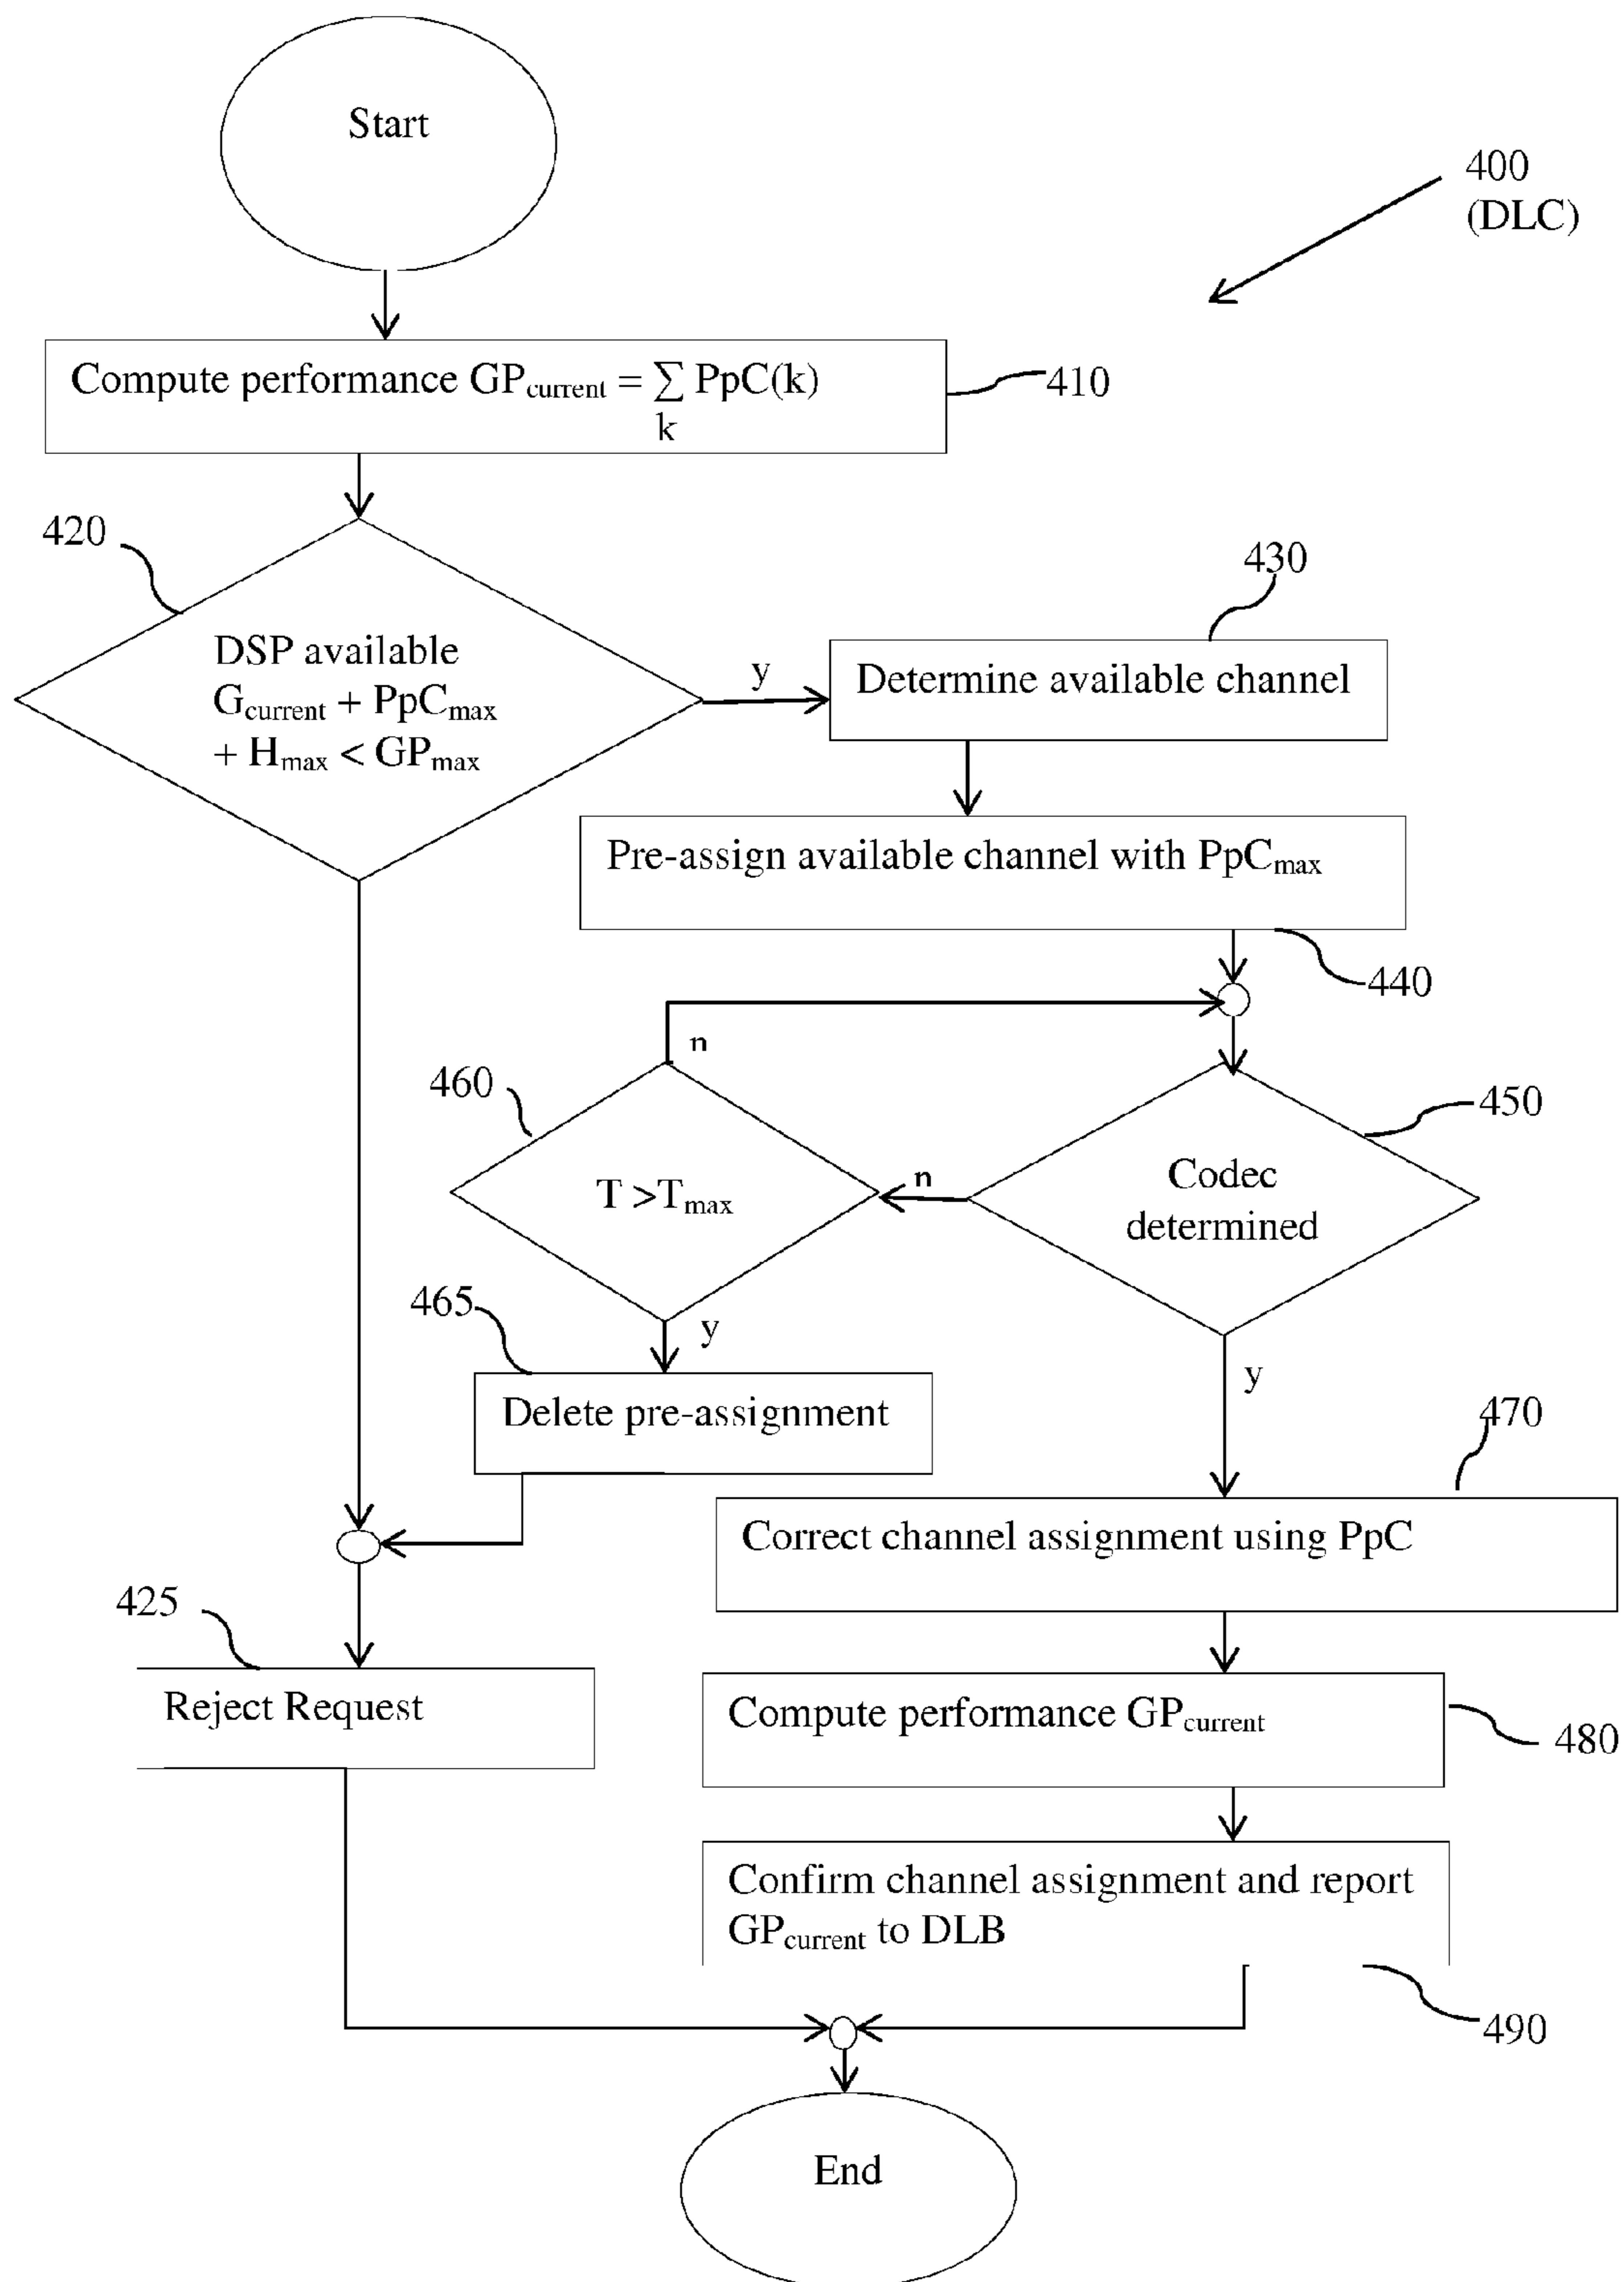 Start
400
(DLC)
Compute performance GPcurrent = ∑ PpC(k)
k
410
420
430
DSP available
Gcurrent + PpCmax
+ Hmax < GPmax
y
Determine available channel
Pre-assign available channel with PpCmax
440
n
460
450
T >Tmax
n
Codec
determined
465
y
y
Delete pre-assignment
470
Correct channel assignment using PpC
425
Reject Request
Compute performance GPcurrent
480
Confirm channel assignment and report
GPcurrent to DLB
490
End